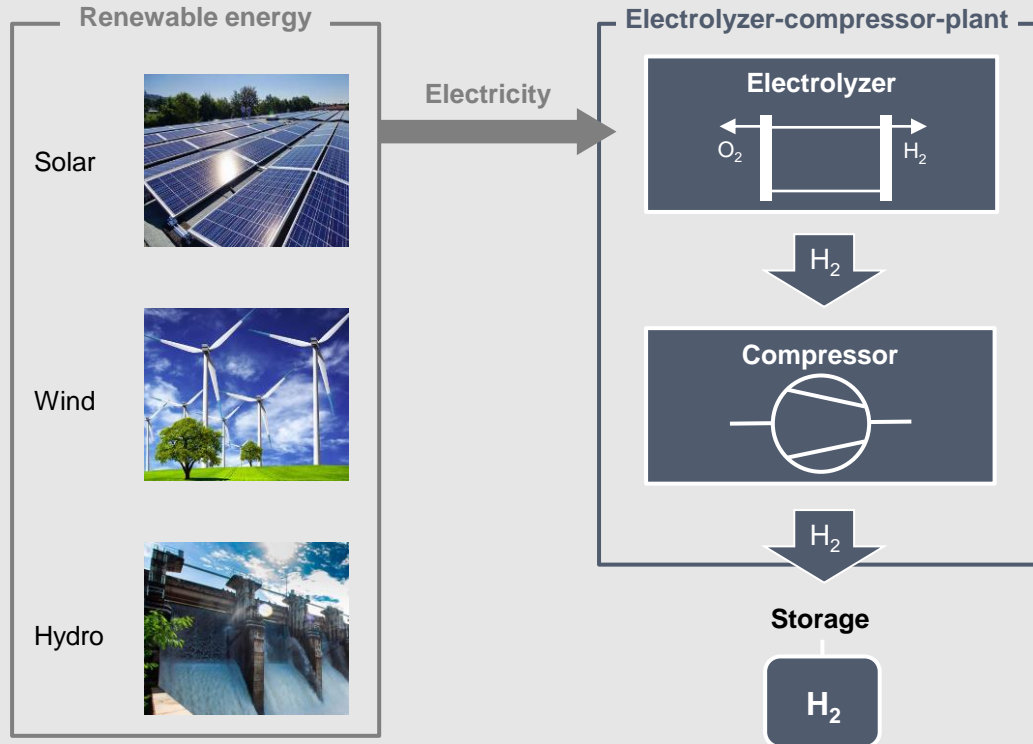 Renewable energy
Solar
Wind
Hydro
Electricity
Electrolyzer-compressor-plant
Electrolyzer
O₂
H₂
H₂
Compressor
H₂
Storage
H₂